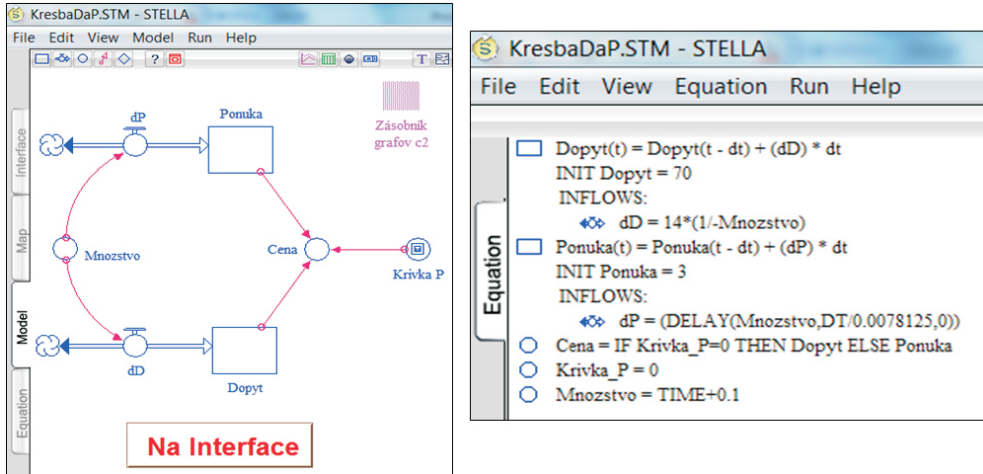 KresbaDaP.STM - STELLA
File Edit View Model Run Help
? T
Interface
Map
Model
Equation
dP
Ponuka
Zásobník
grafov c2
Mnozstvo
Cena
Krivka P
dD
Dopyt
Na Interface
KresbaDaP.STM - STELLA
File Edit View Equation Run Help
Equation
Dopyt(t) = Dopyt(t - dt) + (dD) * dt
INIT Dopyt = 70
INFLOWS:
dD = 14*(1/-Mnozstvo)
Ponuka(t) = Ponuka(t - dt) + (dP) * dt
INIT Ponuka = 3
INFLOWS:
dP = (DELAY(Mnozstvo,DT/0.0078125,0))
Cena = IF Krivka_P=0 THEN Dopyt ELSE Ponuka
Krivka_P = 0
Mnozstvo = TIME+0.1